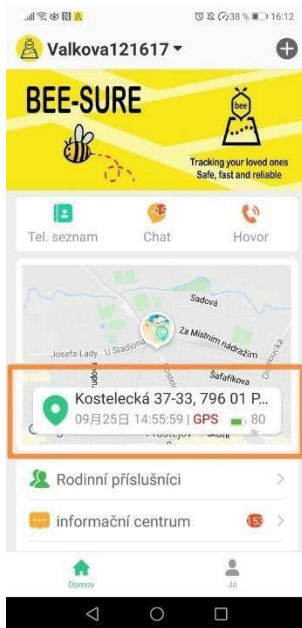 38 % 16:12
Valkova121617
BEE-SURE
bee
Tracking your loved ones
Safe, fast and reliable
Tel. seznam
Chat
Hovor
Sadová
Za Místním nádražím
Josefa Lady
U Stadionu
Šafaříkova
Kostelecká 37-33, 796 01 P...
09月25日 14:55:59 | GPS 80
Rodinní příslušníci
informační centrum
153
Domov
Já